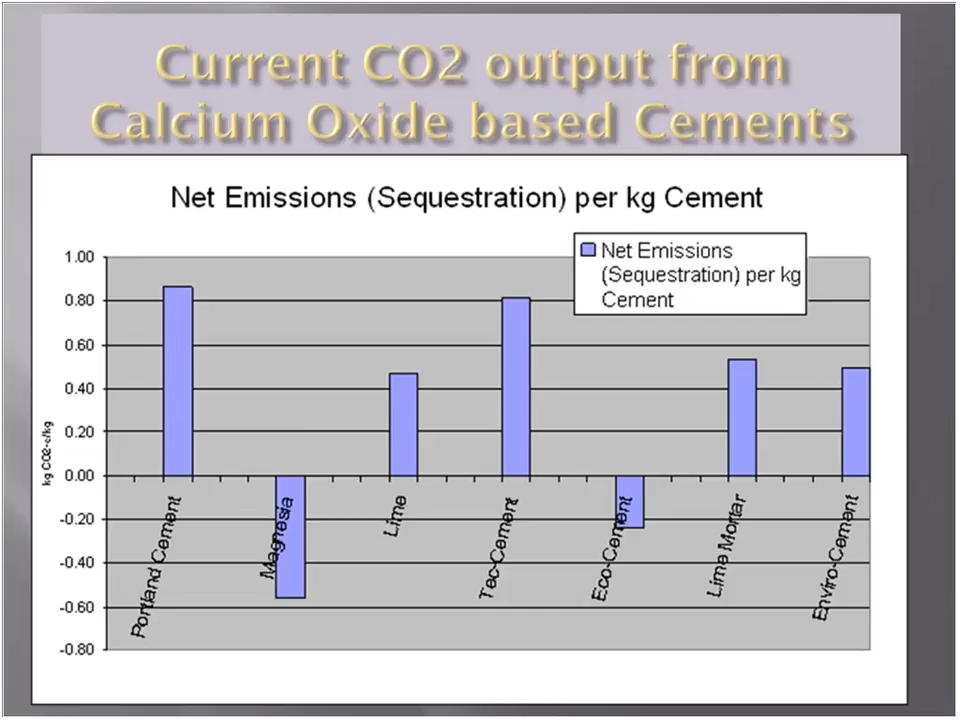 Current CO2 output from
Calcium Oxide based Cements
Net Emissions (Sequestration) per kg Cement
Net Emissions
(Sequestration) per kg
Cement
1.00
0.80
0.60
0.40
0.20
0.00
-0.20
-0.40
-0.60
-0.80
kg CO2-e/kg
Portland Cement
Magnesia
Lime
Tec-Cement
Eco-Cement
Lime Mortar
Enviro-Cement